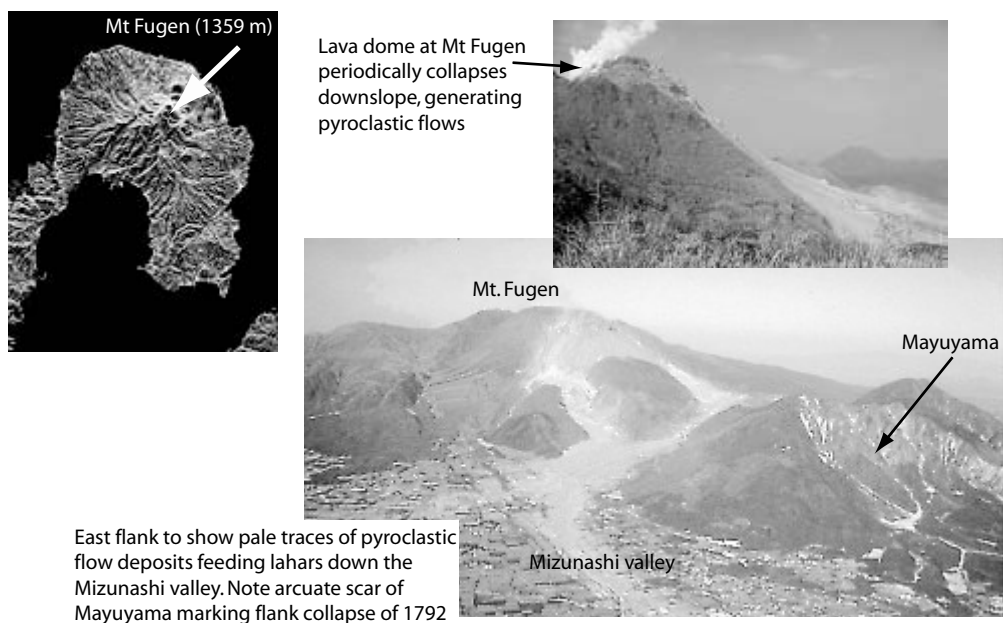 Mt Fugen (1359 m)
Lava dome at Mt Fugen
periodically collapses
downslope, generating
pyroclastic flows
Mt. Fugen
Mayuyama
Mizunashi valley
East flank to show pale traces of pyroclastic
flow deposits feeding lahars down the
Mizunashi valley. Note arcuate scar of
Mayuyama marking flank collapse of 1792